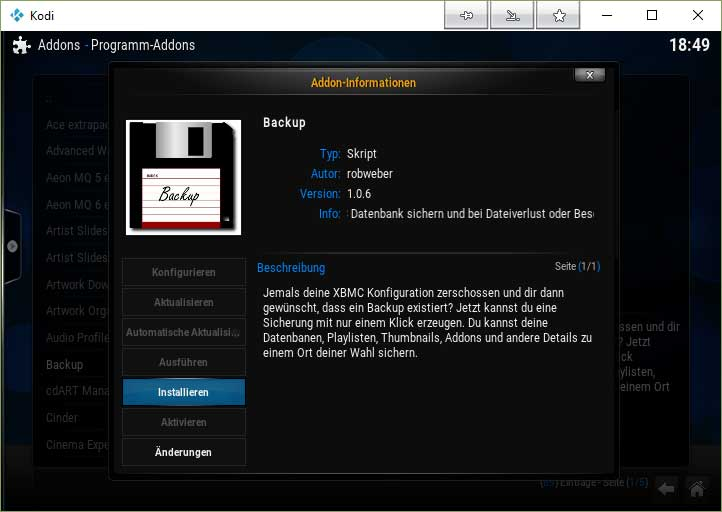 Kodi
Addons - Programm-Addons
18:49
Addon-Informationen
Backup
Typ: Skript
Autor: robweber
Version: 1.0.6
Info: : Datenbank sichern und bei Dateiverlust oder Bes
Backup
Konfigurieren
Aktualisieren
Automatische Aktualisi...
Ausführen
Installieren
Aktivieren
Änderungen
Beschreibung
Seite (1/1)
Jemals deine XBMC Konfiguration zerschossen und dir dann
gewünscht, dass ein Backup existiert? Jetzt kannst du eine
Sicherung mit nur einem Klick erzeugen. Du kannst deine
Datenbanen, Playlisten, Thumbnails, Addons und andere Details zu
einem Ort deiner Wahl sichern.
..
Ace extrapac
Advanced W
Aeon MQ 5 e
Aeon MQ 6 e
Artist Slides
Artist Slides
Artwork Dow
Artwork Orga
Audio Profile
Backup
cdART Mana
Cinder
Cinema Expe
ssen und dir
? Jetzt
ck
ylisten,
einem Ort
(65) Einträge - Seite (1/5)